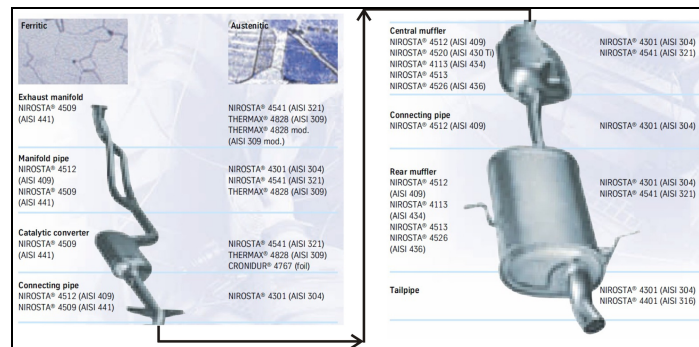 Ferritic
Austenitic
Exhaust manifold
NIROSTA® 4509
(AISI 441)
NIROSTA® 4541 (AISI 321)
THERMAX® 4828 (AISI 309)
THERMAX® 4828 mod.
(AISI 309 mod.)
Manifold pipe
NIROSTA® 4512
(AISI 409)
NIROSTA® 4509
(AISI 441)
NIROSTA® 4301 (AISI 304)
NIROSTA® 4541 (AISI 321)
THERMAX® 4828 (AISI 309)
Catalytic converter
NIROSTA® 4509
(AISI 441)
NIROSTA® 4541 (AISI 321)
THERMAX® 4828 (AISI 309)
CRONIDUR® 4767 (foil)
Connecting pipe
NIROSTA® 4512 (AISI 409)
NIROSTA® 4509 (AISI 441)
NIROSTA® 4301 (AISI 304)
Central muffler
NIROSTA® 4512 (AISI 409)
NIROSTA® 4520 (AISI 430 Ti)
NIROSTA® 4113 (AISI 434)
NIROSTA® 4513
NIROSTA® 4526 (AISI 436)
NIROSTA® 4301 (AISI 304)
NIROSTA® 4541 (AISI 321)
Connecting pipe
NIROSTA® 4512 (AISI 409)
NIROSTA® 4301 (AISI 304)
Rear muffler
NIROSTA® 4512
(AISI 409)
NIROSTA® 4113
(AISI 434)
NIROSTA® 4513
NIROSTA® 4526
(AISI 436)
NIROSTA® 4301 (AISI 304)
NIROSTA® 4541 (AISI 321)
Tailpipe
NIROSTA® 4301 (AISI 304)
NIROSTA® 4401 (AISI 316)